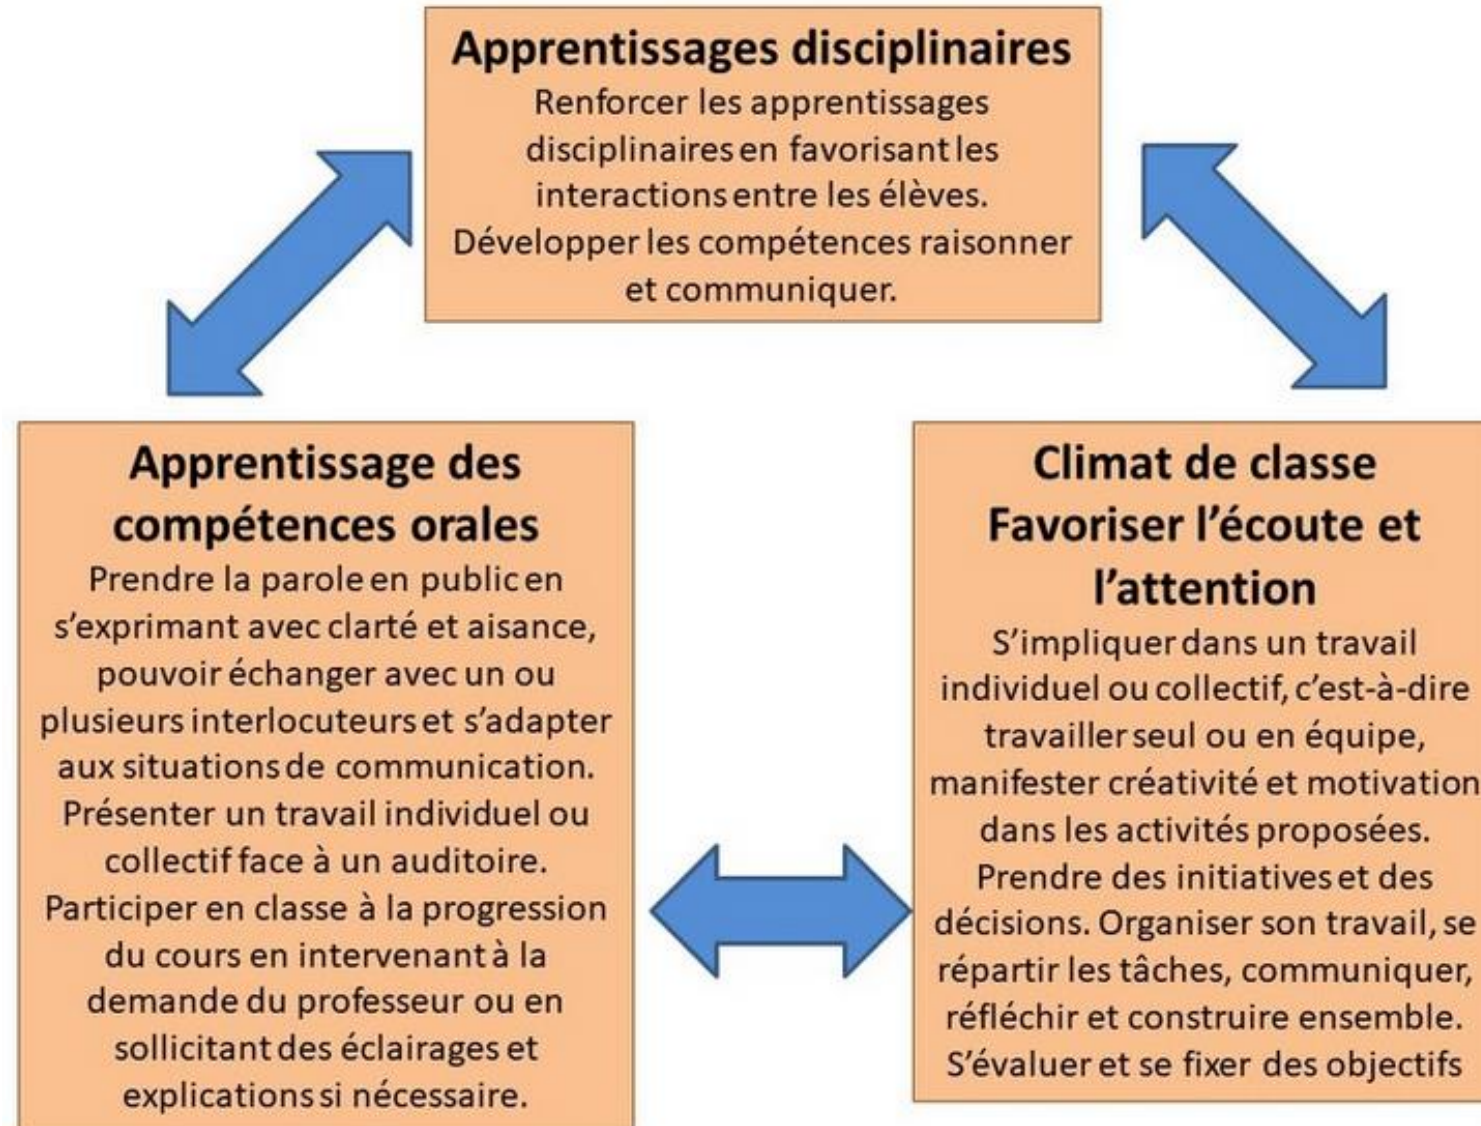 Apprentissages disciplinaires
Renforcer les apprentissages
disciplinaires en favorisant les
interactions entre les élèves.
Développer les compétences raisonner
et communiquer.
Apprentissage des
compétences orales
Prendre la parole en public en
s'exprimant avec clarté et aisance,
pouvoir échanger avec un ou
plusieurs interlocuteurs et s'adapter
aux situations de communication.
Présenter un travail individuel ou
collectif face à un auditoire.
Participer en classe à la progression
du cours en intervenant à la
demande du professeur ou en
sollicitant des éclairages et
explications si nécessaire.
Climat de classe
Favoriser l'écoute et
l'attention
S'impliquer dans un travail
individuel ou collectif, c'est-à-dire
travailler seul ou en équipe,
manifester créativité et motivation
dans les activités proposées.
Prendre des initiatives et des
décisions. Organiser son travail, se
répartir les tâches, communiquer,
réfléchir et construire ensemble.
S'évaluer et se fixer des objectifs